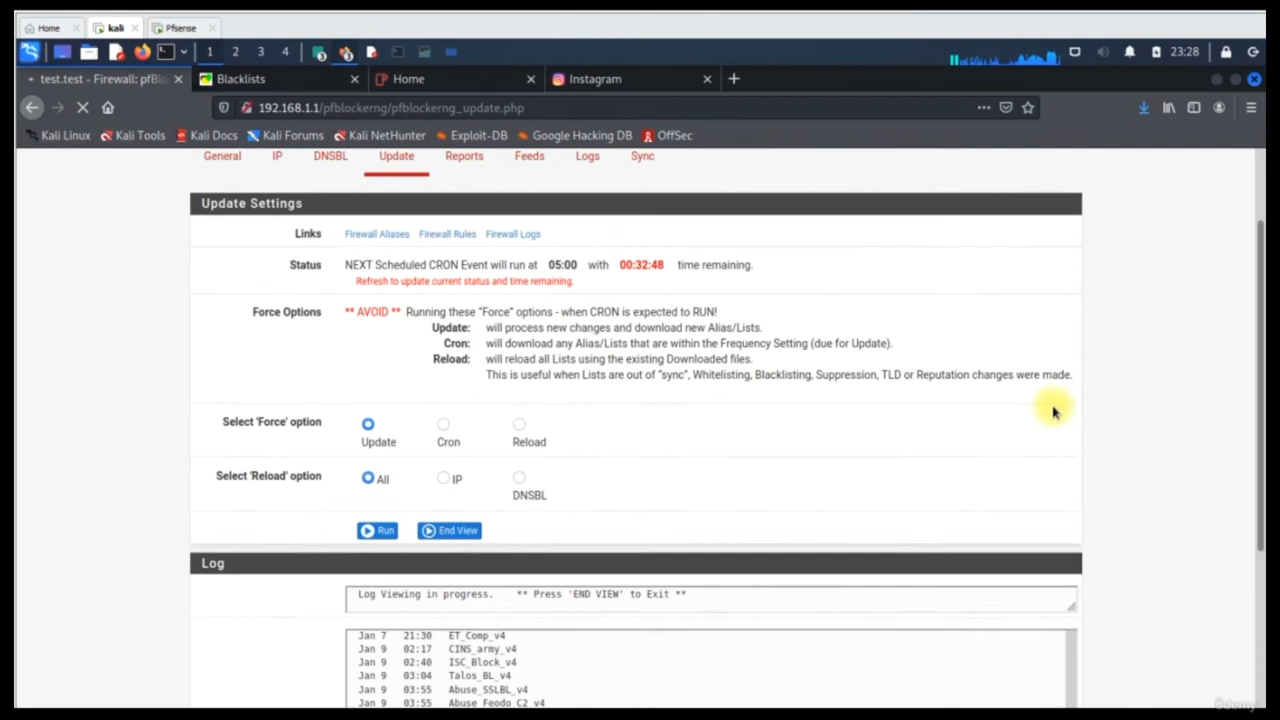 Home kali Pfsense
1 2 3 4 23:28
test.test - Firewall: pfBlo Blacklists Home Instagram
192.168.1.1/pfblockerng/pfblockerng_update.php
Kali Linux Kali Tools Kali Docs Kali Forums Kali NetHunter Exploit-DB Google Hacking DB OffSec
General IP DNSBL Update Reports Feeds Logs Sync
Update Settings
Links Firewall Aliases Firewall Rules Firewall Logs
Status NEXT Scheduled CRON Event will run at 05:00 with 00:32:48 time remaining.
Refresh to update current status and time remaining.
Force Options ** AVOID ** Running these "Force" options - when CRON is expected to RUN!
Update: will process new changes and download new Alias/Lists.
Cron: will download any Alias/Lists that are within the Frequency Setting (due for Update).
Reload: will reload all Lists using the existing Downloaded files.
This is useful when Lists are out of "sync", Whitelisting, Blacklisting, Suppression, TLD or Reputation changes were made.
Select 'Force' option
Update Cron Reload
Select 'Reload' option All IP
DNSBL
Run End View
Log
Log Viewing in progress. ** Press 'END VIEW' to Exit **
Jan 7 21:30 ET_Comp_v4
Jan 9 02:17 CINS_army_v4
Jan 9 02:40 ISC_Block_v4
Jan 9 03:04 Talos_BL_v4
Jan 9 03:55 Abuse_SSLBL_v4
Jan 9 03:55 Abuse_Feodo_C2_v4
Udemy